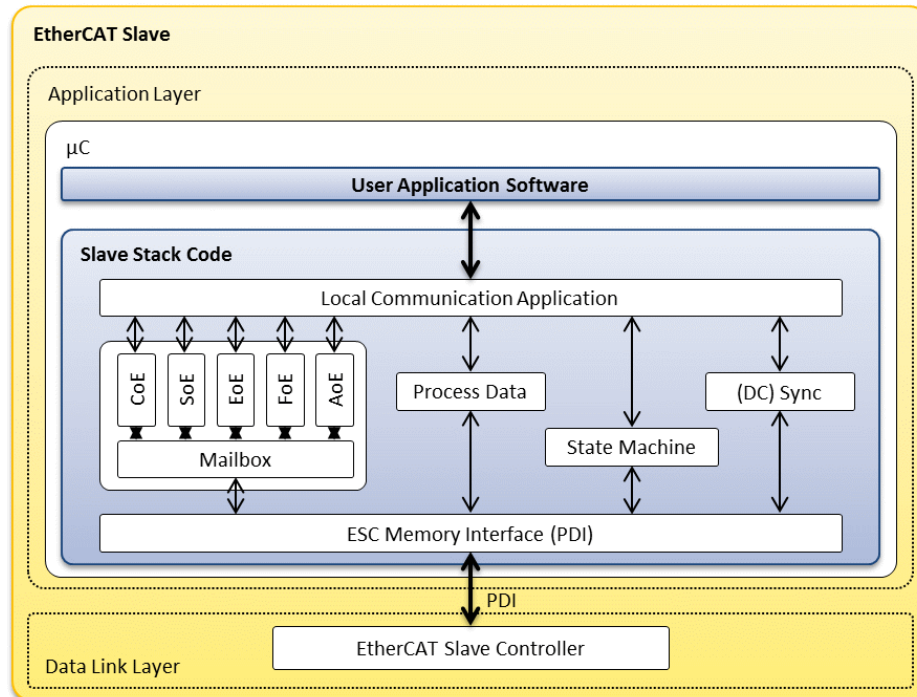 EtherCAT Slave
Application Layer
µC
User Application Software
Slave Stack Code
Local Communication Application
CoE
SoE
EoE
FoE
AoE
Process Data
(DC) Sync
State Machine
Mailbox
ESC Memory Interface (PDI)
PDI
EtherCAT Slave Controller
Data Link Layer